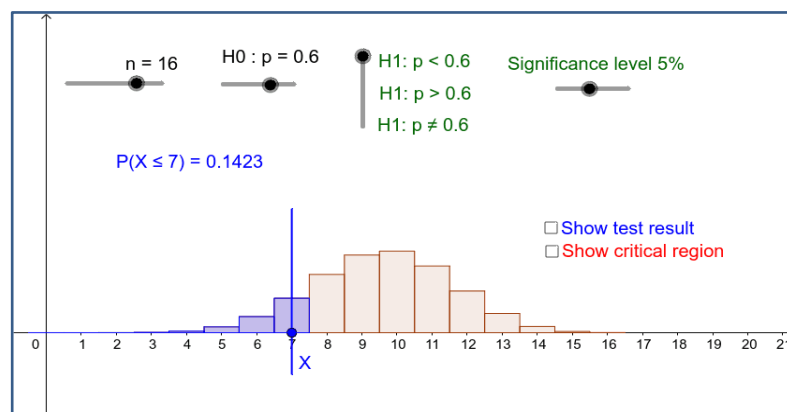 n = 16
H0 : p = 0.6
H1: p < 0.6
H1: p > 0.6
H1: p ≠ 0.6
Significance level 5%
P(X ≤ 7) = 0.1423
Show test result
Show critical region
0 1 2 3 4 5 6 7 8 9 10 11 12 13 14 15 16 17 18 19 20 21
X